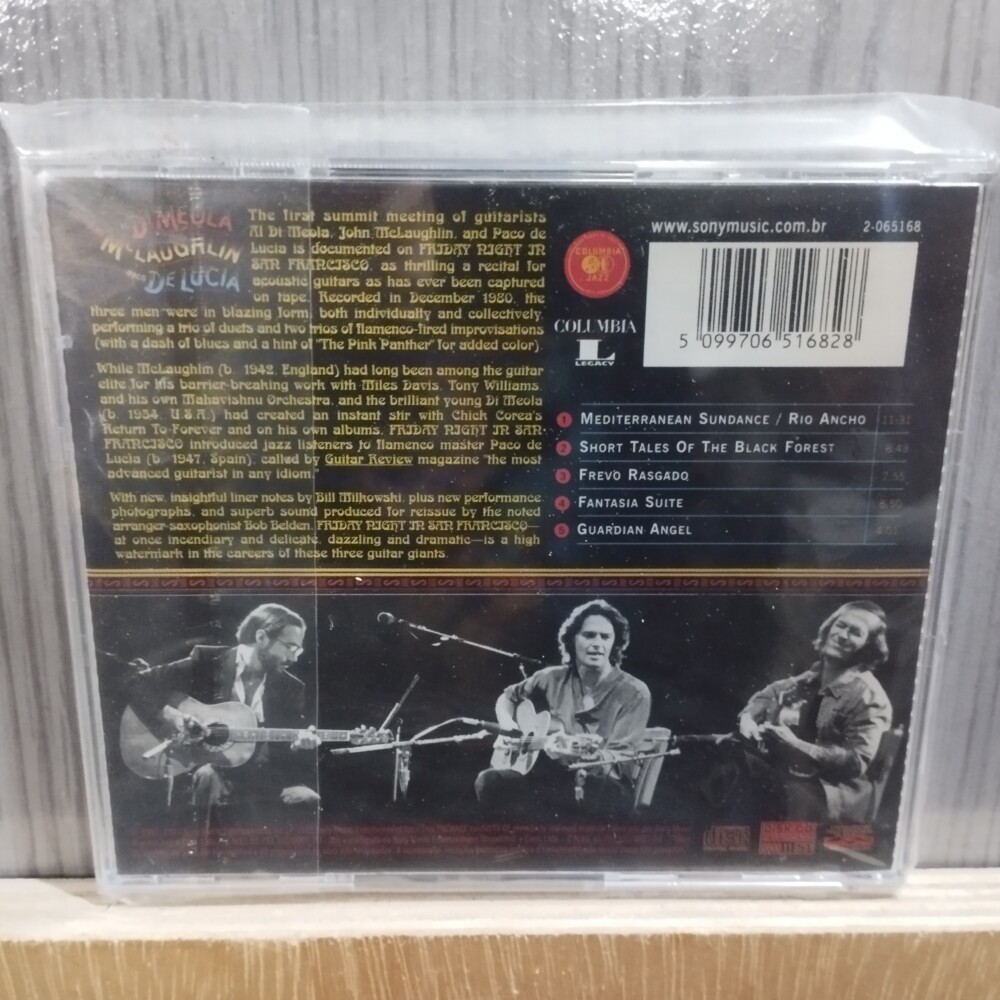 DI MEOLA
McLAUGHLIN
DE LUCIA
The first summit meeting of guitarists
Al Di Meola, John McLaughlin, and Paco de
Lucia is documented on FRIDAY NIGHT IN
SAN FRANCISCO, as thrilling a recital for
acoustic guitars as has ever been captured
on tape. Recorded in December 1980, the
three men were in blazing form, both individually and collectively,
performing a trio of duets and two trios of flamenco-fired improvisations
(with a dash of blues and a hint of "The Pink Panther" for added color).
While McLaughlin (b. 1942, England) had long been among the guitar
elite for his barrier-breaking work with Miles Davis, Tony Williams,
and his own Mahavishnu Orchestra, and the brilliant young Di Meola
(b. 1954, U.S.A.) had created an instant stir with Chick Corea's
Return To Forever and on his own albums, FRIDAY NIGHT IN SAN
FRANCISCO introduced jazz listeners to flamenco master Paco de
Lucia (b. 1947, Spain), called by Guitar Review magazine "the most
advanced guitarist in any idiom."
With new, insightful liner notes by Bill Milkowski, plus new performance
photographs, and superb sound produced for reissue by the noted
arranger-saxophonist Bob Belden, FRIDAY NIGHT IN SAN FRANCISCO—
at once incendiary and delicate, dazzling and dramatic—is a high
watermark in the careers of these three guitar giants.
www.sonymusic.com.br 2-065168
COLUMBIA
JAZZ
COLUMBIA
L
LEGACY
5 099706 516828
1 MEDITERRANEAN SUNDANCE / RIO ANCHO 11:31
2 SHORT TALES OF THE BLACK FOREST
3 FREVO RASGADO
4 FANTASIA SUITE
5 GUARDIAN ANGEL
DISK CD